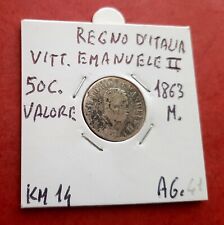 REGNO D'ITALIA
VITT. EMANUELE II
50C. 1863
VALORE M.
KM 14 AG.